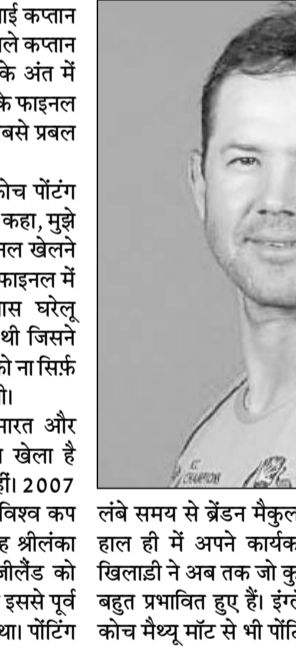 ाई कप्तान
ले कप्तान
के अंत में
के फाइनल
बसे प्रबल
कोच पोंटिंग
कहा, मुझे
नल खेलने
फाइनल में
ास घरेलू
थी जिसने
को ना सिर्फ़
ी।
भारत और
ा खेला है
हीं। 2007
विश्व कप
ह श्रीलंका
जीलैंड को
इससे पूर्व
था। पोंटिंग
CHAMPIONS
लंबे समय से ब्रेंडन मैकुल
हाल ही में अपने कार्यक
खिलाड़ी ने अब तक जो कु
बहुत प्रभावित हुए हैं। इंग्ले
कोच मैथ्यू मॉट से भी पोंटि